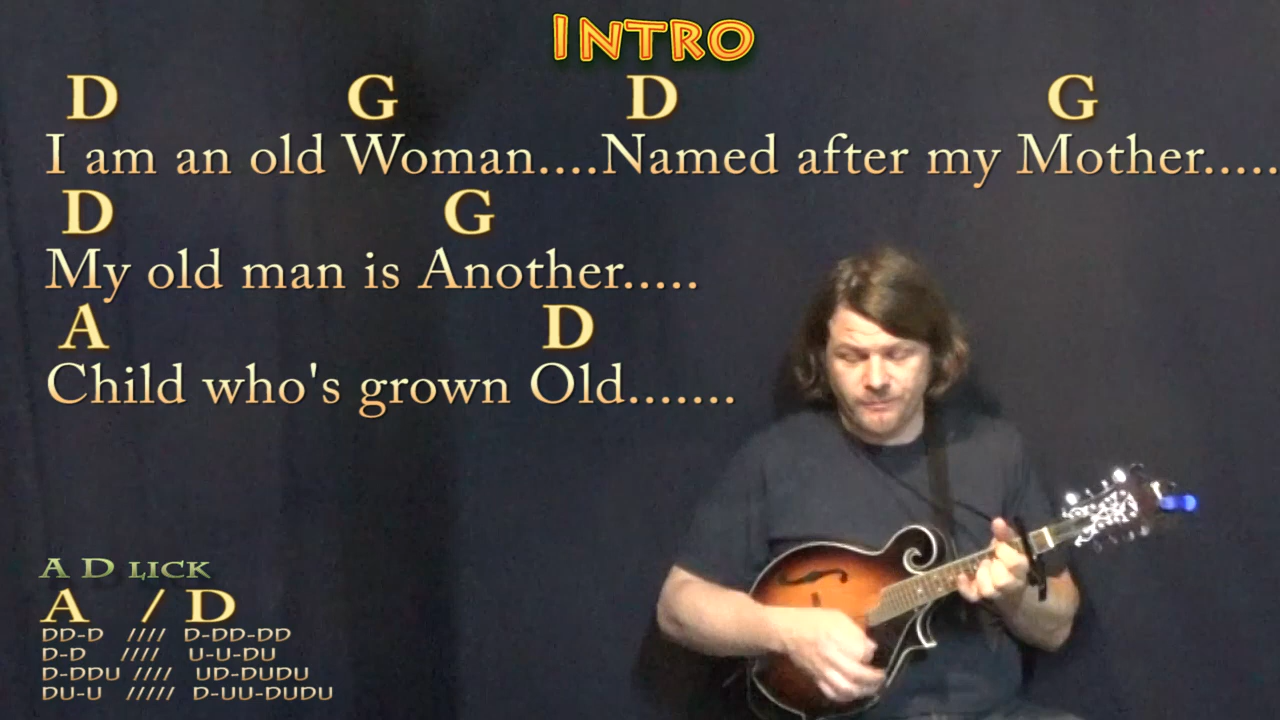 INTRO
D G D G
I am an old Woman....Named after my Mother.....
D G
My old man is Another.....
A D
Child who's grown Old.......
A D LICK
A / D
DD-D //// D-DD-DD
D-D //// U-U-DU
D-DDU //// UD-DUDU
DU-U ///// D-UU-DUDU